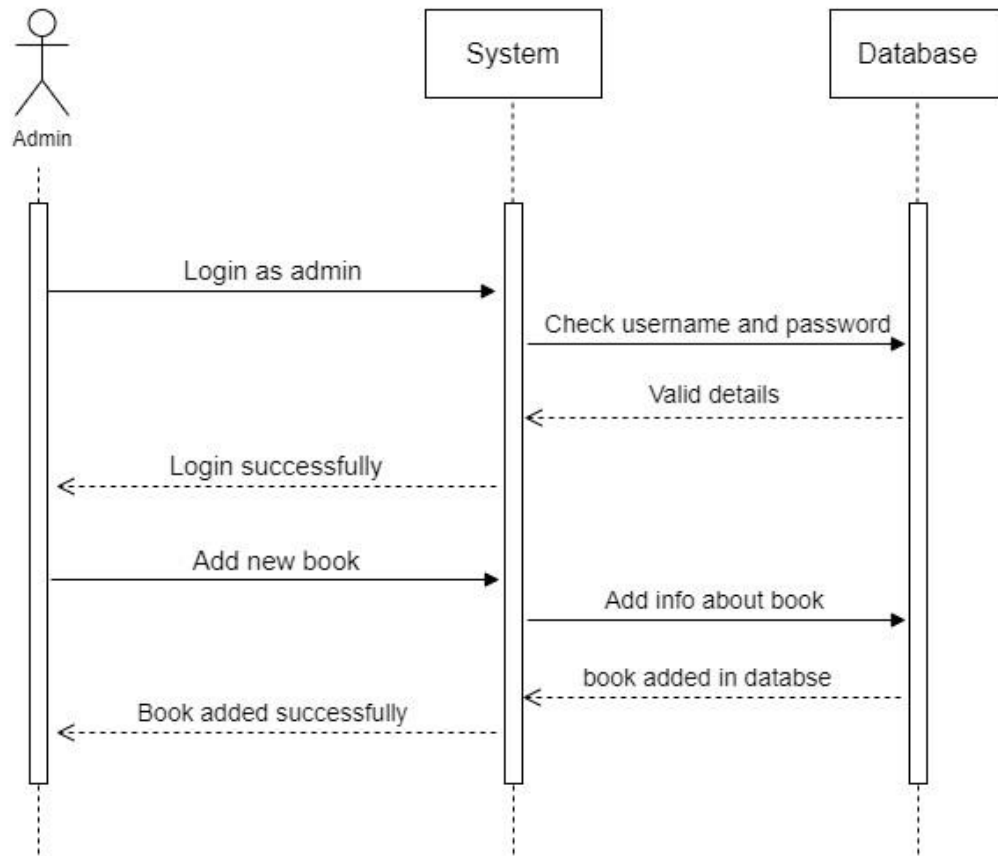 System
Database
Admin
Login as admin
Check username and password
Valid details
Login successfully
Add new book
Add info about book
book added in databse
Book added successfully